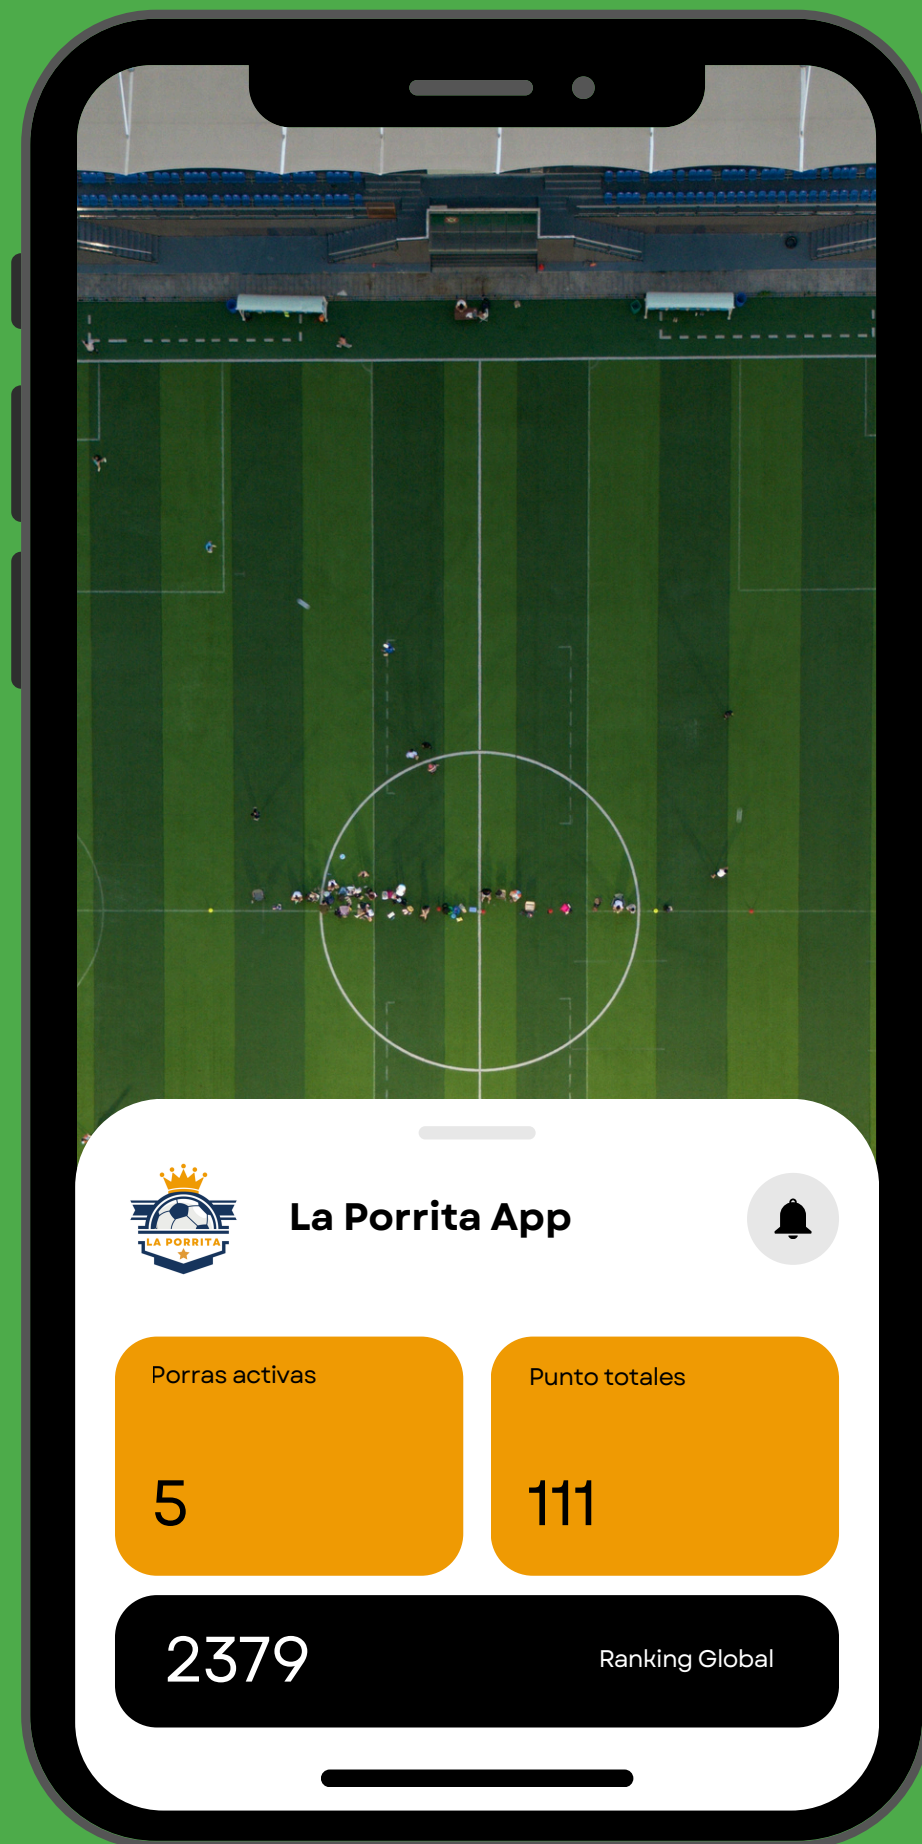 LA PORRITA
La Porrita App
Porras activas
5
Punto totales
111
2379
Ranking Global